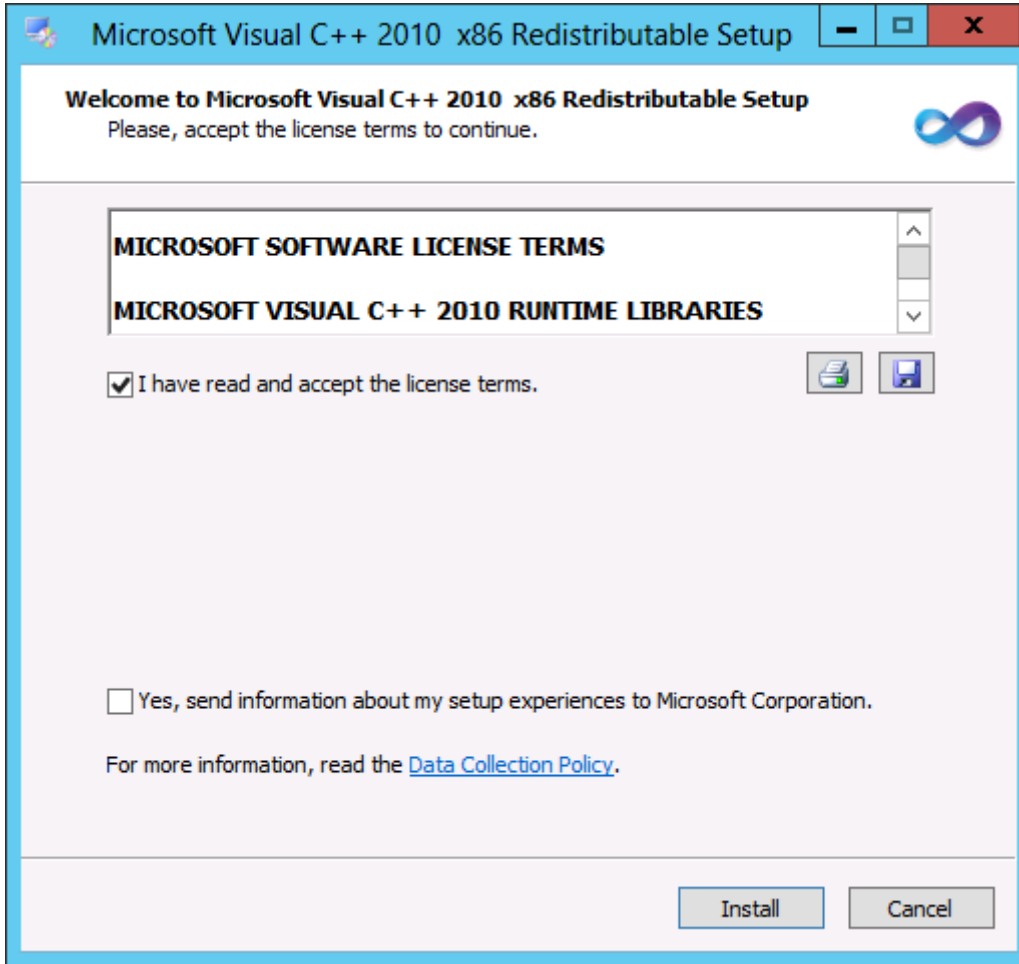 Microsoft Visual C++ 2010  x86 Redistributable Setup
Welcome to Microsoft Visual C++ 2010  x86 Redistributable Setup
Please, accept the license terms to continue.
MICROSOFT SOFTWARE LICENSE TERMS
MICROSOFT VISUAL C++ 2010 RUNTIME LIBRARIES
I have read and accept the license terms.
Yes, send information about my setup experiences to Microsoft Corporation.
For more information, read the Data Collection Policy.
Install
Cancel